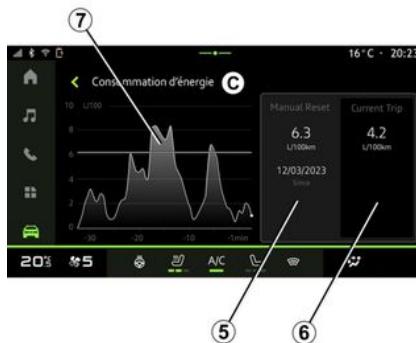 7
16°C · 20:23
Consommation d'énergie C
10 L/100
8
6
4
2
0
-30 -20 -10 -1min
Manual Reset
6.3
L/100km
12/03/2023
Since
Current Trip
4.2
L/100km
20.5 5 A/C
5 6